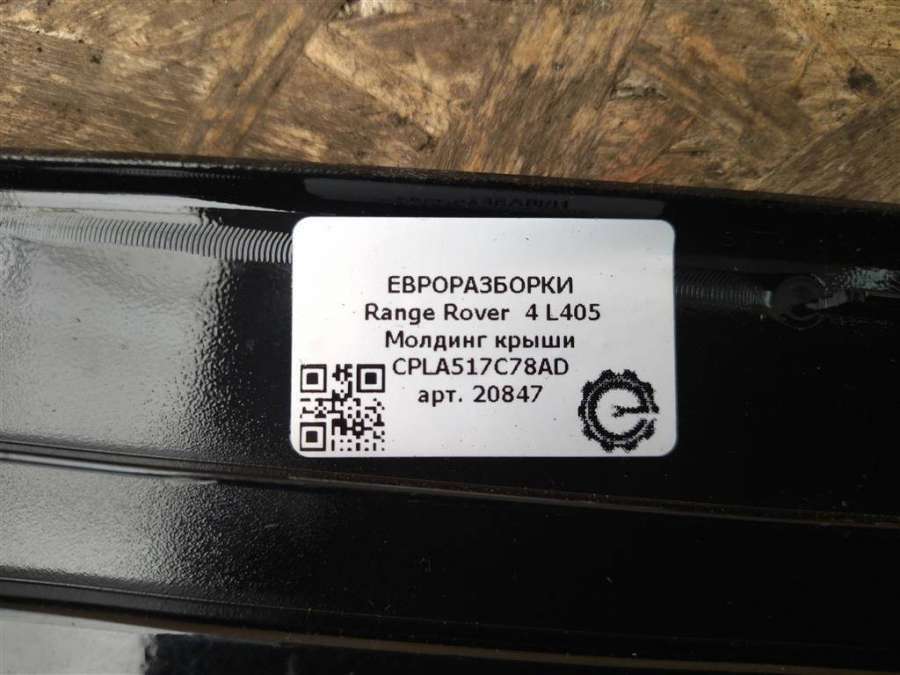 ЕВРОРАЗБОРКИ
Range Rover 4 L405
Молдинг крыши
CPLA517C78AD
арт. 20847